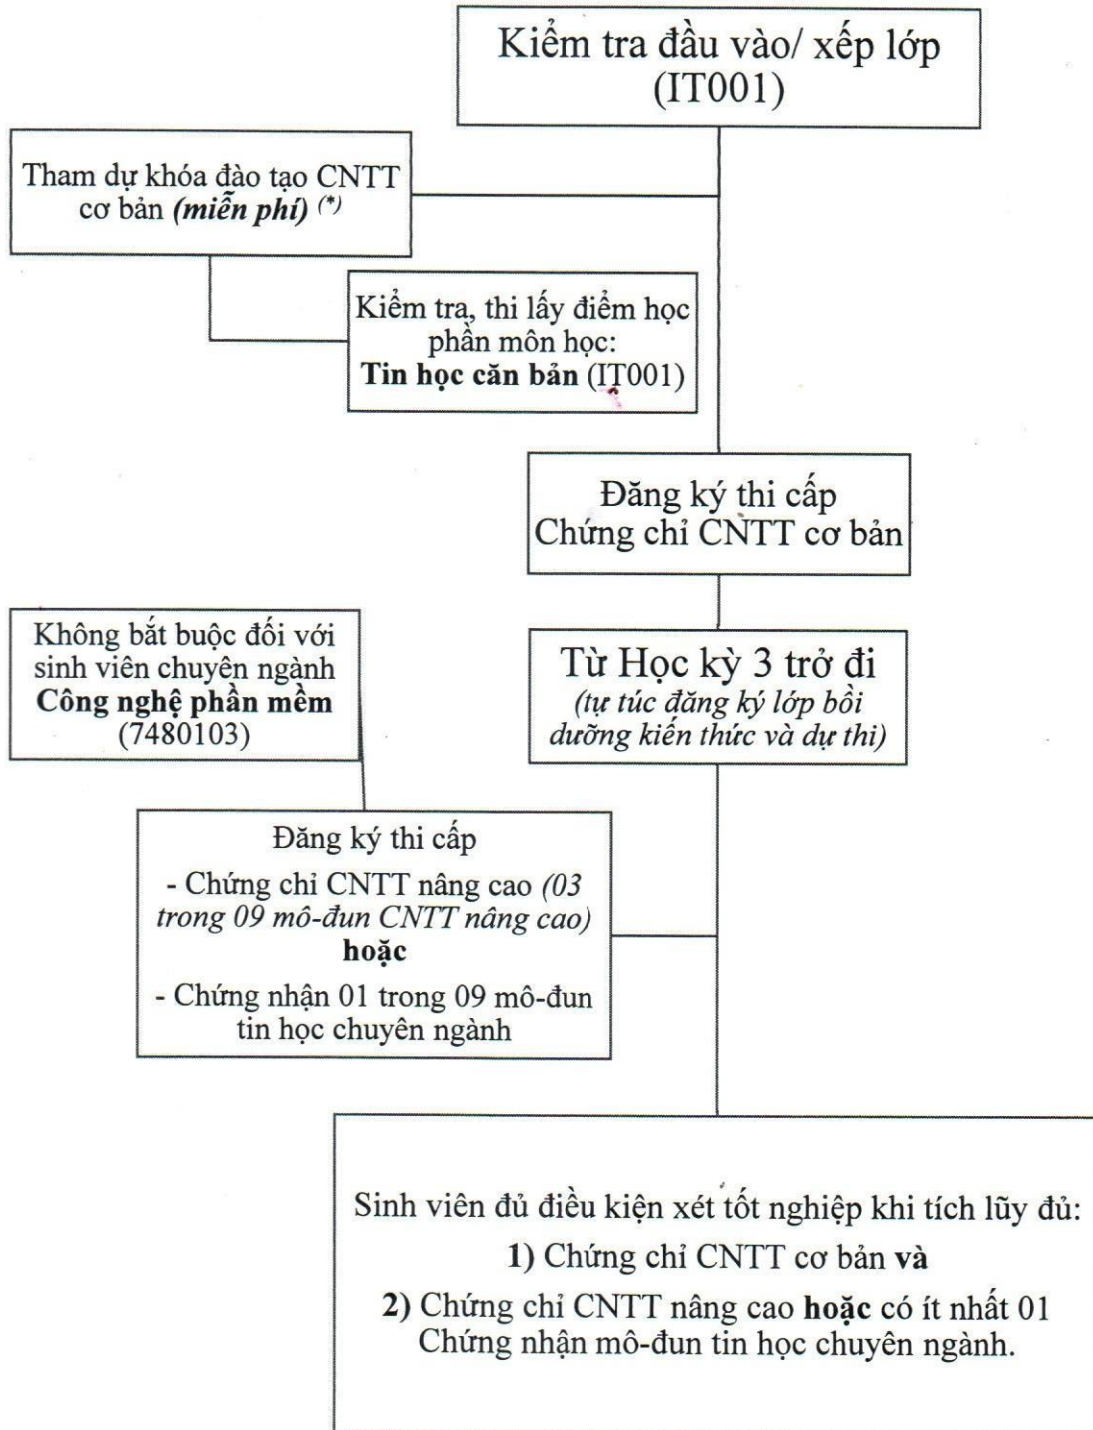 Kiểm tra đầu vào/ xếp lớp
(IT001)
Tham dự khóa đào tạo CNTT
cơ bản (miễn phí) (*)
Kiểm tra, thi lấy điểm học
phần môn học:
Tin học căn bản (IT001)
Đăng ký thi cấp
Chứng chỉ CNTT cơ bản
Không bắt buộc đối với
sinh viên chuyên ngành
Công nghệ phần mềm
(7480103)
Từ Học kỳ 3 trở đi
(tự túc đăng ký lớp bồi
dưỡng kiến thức và dự thi)
Đăng ký thi cấp
- Chứng chỉ CNTT nâng cao (03
trong 09 mô-đun CNTT nâng cao)
hoặc
- Chứng nhận 01 trong 09 mô-đun
tin học chuyên ngành
Sinh viên đủ điều kiện xét tốt nghiệp khi tích lũy đủ:
1) Chứng chỉ CNTT cơ bản và
2) Chứng chỉ CNTT nâng cao hoặc có ít nhất 01
Chứng nhận mô-đun tin học chuyên ngành.